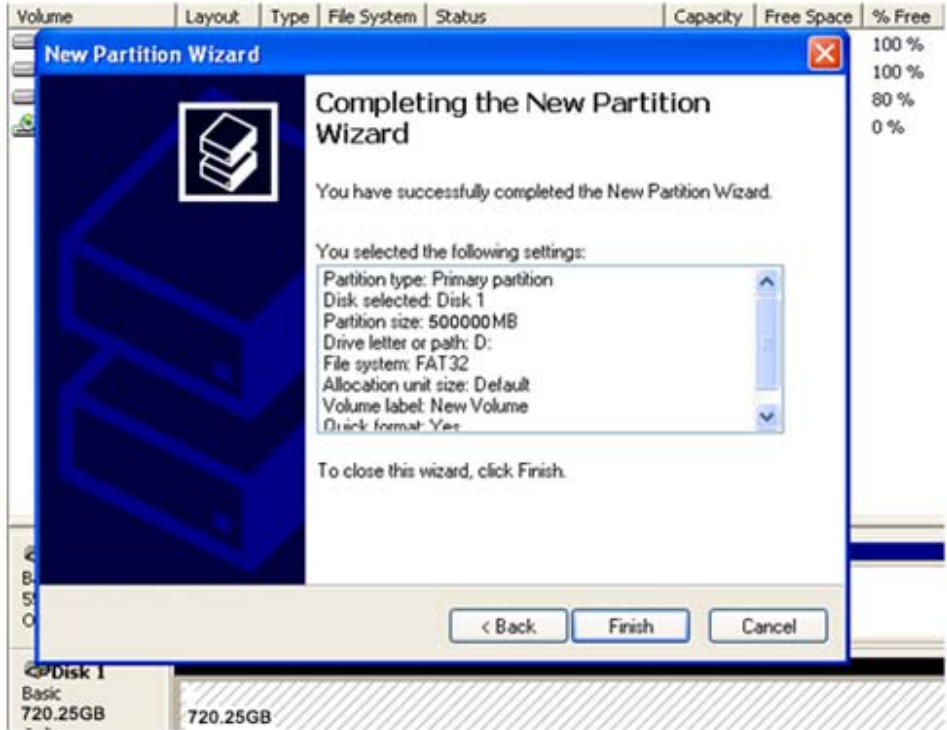 Volume Layout Type File System Status Capacity Free Space % Free
New Partition Wizard
100 %
100 %
80 %
0 %
Completing the New Partition
Wizard
You have successfully completed the New Partition Wizard.
You selected the following settings:
Partition type: Primary partition
Disk selected: Disk 1
Partition size: 500000MB
Drive letter or path: D:
File system: FAT32
Allocation unit size: Default
Volume label: New Volume
Quick format: Yes
To close this wizard, click Finish.
< Back Finish Cancel
Disk 1
Basic
720.25GB 720.25GB